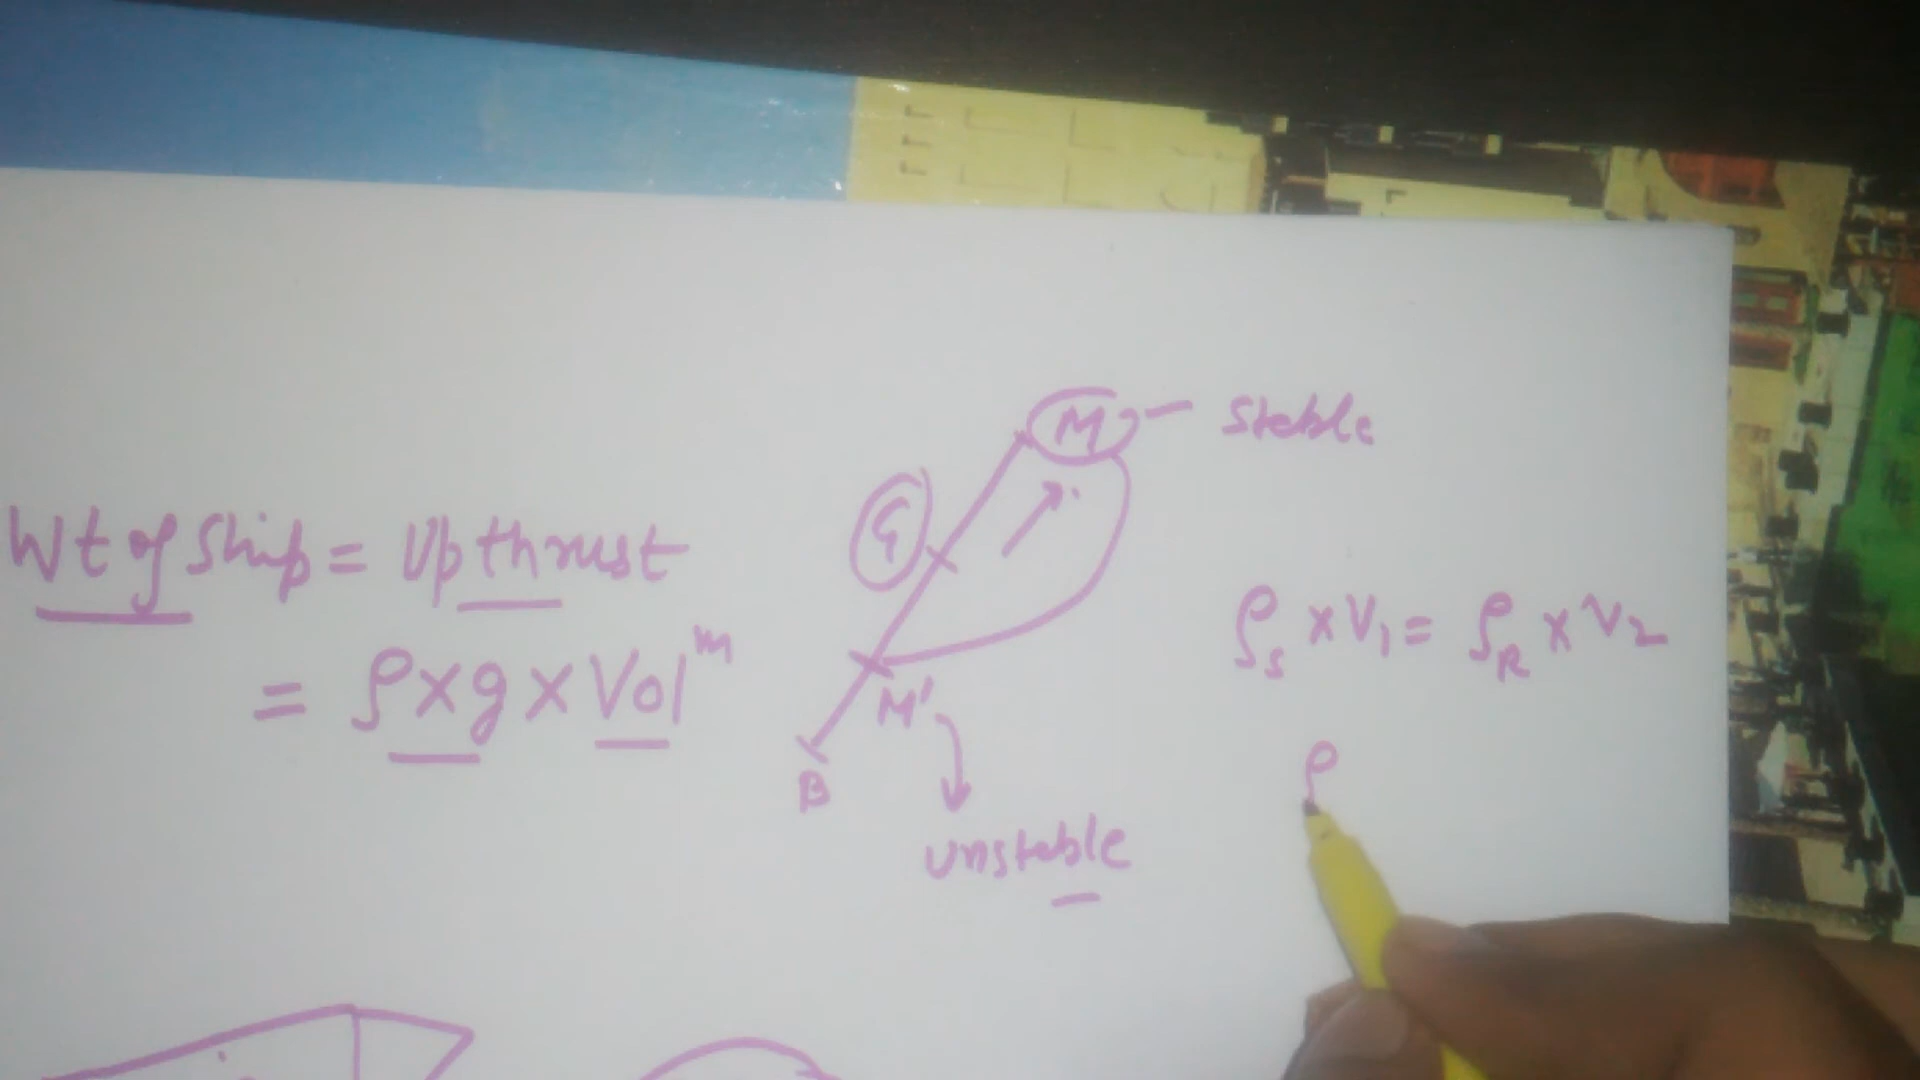 M - Stable
G
Wt of Ship = Upthrust
= ρ x g x Volᵐ
M'
B
unstable
ρS x V1 = ρR x V2
ρ